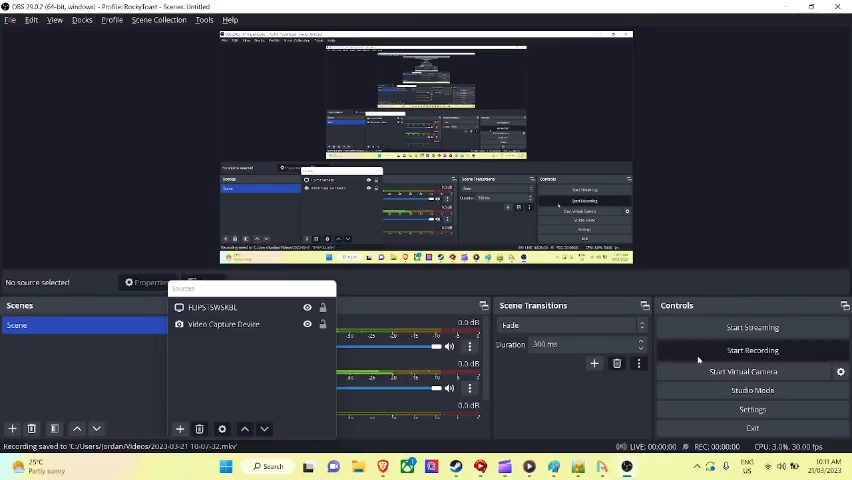 OBS 29.0.2 (64-bit, windows) - Profile: RockyToast - Scenes: Untitled
File Edit View Docks Profile Scene Collection Tools Help
No source selected
Properties
Sources
FLIPSTSWSKBL
Video Capture Device
Scenes
Scene
0.0 dB
0.0 dB
0.0 dB
Scene Transitions
Fade
Duration 300 ms
Controls
Start Streaming
Start Recording
Start Virtual Camera
Studio Mode
Settings
Exit
Recording saved to 'C:/Users/Jordan/Videos/2023-03-21 10-07-32.mkv'
LIVE: 00:00:00 REC: 00:00:00 CPU: 3.0%, 30.00 fps
25°C
Partly sunny
Search
ENG
US
10:11 AM
21/03/2023